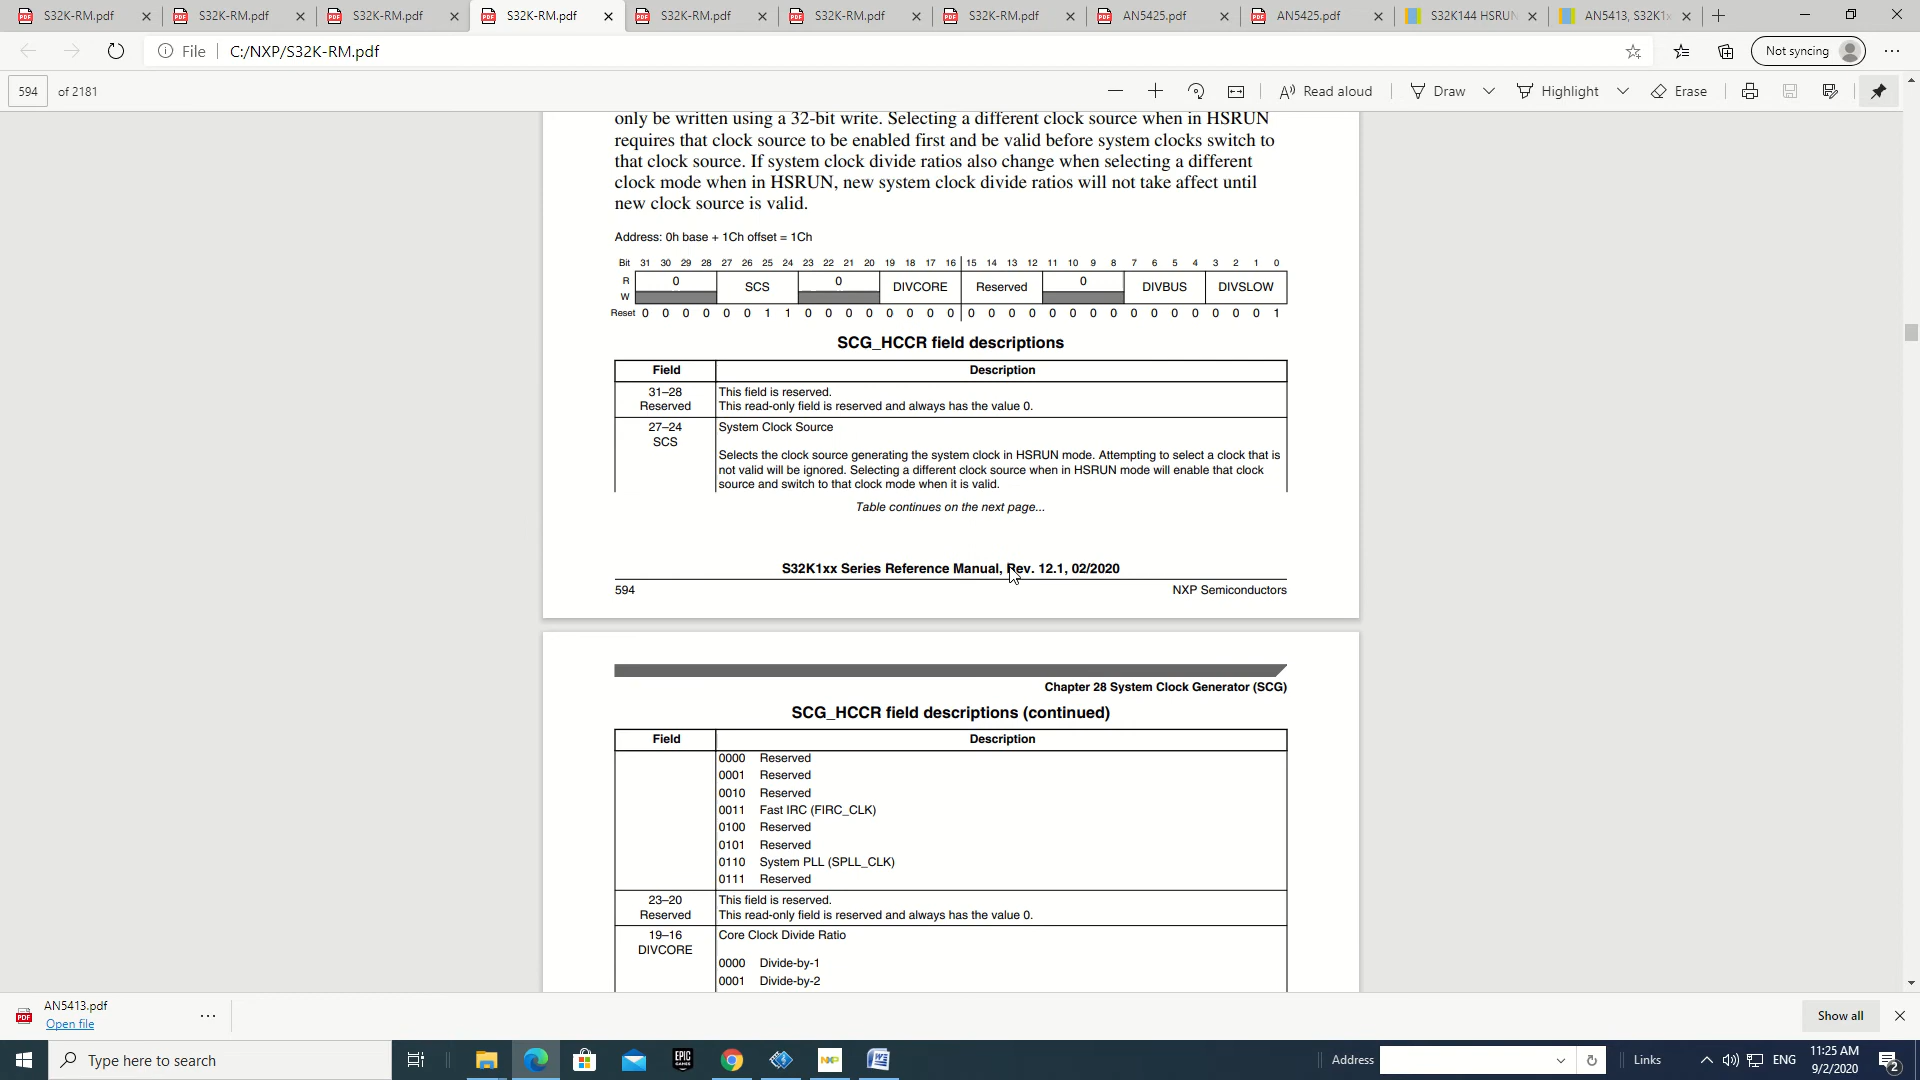 S32K-RM.pdf
S32K-RM.pdf
S32K-RM.pdf
S32K-RM.pdf
S32K-RM.pdf
S32K-RM.pdf
S32K-RM.pdf
AN5425.pdf
AN5425.pdf
S32K144 HSRUN
AN5413, S32K1x
File
C:/NXP/S32K-RM.pdf
Not syncing
594 of 2181
Read aloud
Draw
Highlight
Erase
only be written using a 32-bit write. Selecting a different clock source when in HSRUN
requires that clock source to be enabled first and be valid before system clocks switch to
that clock source. If system clock divide ratios also change when selecting a different
clock mode when in HSRUN, new system clock divide ratios will not take affect until
new clock source is valid.
Address: 0h base + 1Ch offset = 1Ch
Bit 31 30 29 28 27 26 25 24 23 22 21 20 19 18 17 16 15 14 13 12 11 10 9 8 7 6 5 4 3 2 1 0
R 0 SCS 0 DIVCORE Reserved 0 DIVBUS DIVSLOW
W
Reset 0 0 0 0 0 0 1 1 0 0 0 0 0 0 0 0 0 0 0 0 0 0 0 0 0 0 0 0 0 0 0 1
SCG_HCCR field descriptions
Field Description
31–28 This field is reserved.
Reserved This read-only field is reserved and always has the value 0.
27–24 System Clock Source
SCS
Selects the clock source generating the system clock in HSRUN mode. Attempting to select a clock that is
not valid will be ignored. Selecting a different clock source when in HSRUN mode will enable that clock
source and switch to that clock mode when it is valid.
Table continues on the next page...
S32K1xx Series Reference Manual, Rev. 12.1, 02/2020
594 NXP Semiconductors
Chapter 28 System Clock Generator (SCG)
SCG_HCCR field descriptions (continued)
Field Description
0000 Reserved
0001 Reserved
0010 Reserved
0011 Fast IRC (FIRC_CLK)
0100 Reserved
0101 Reserved
0110 System PLL (SPLL_CLK)
0111 Reserved
23–20 This field is reserved.
Reserved This read-only field is reserved and always has the value 0.
19–16 Core Clock Divide Ratio
DIVCORE
0000 Divide-by-1
0001 Divide-by-2
AN5413.pdf
Open file
Show all
Type here to search
EPIC GAMES
NXP
Address
Links
ENG
11:25 AM
9/2/2020
2